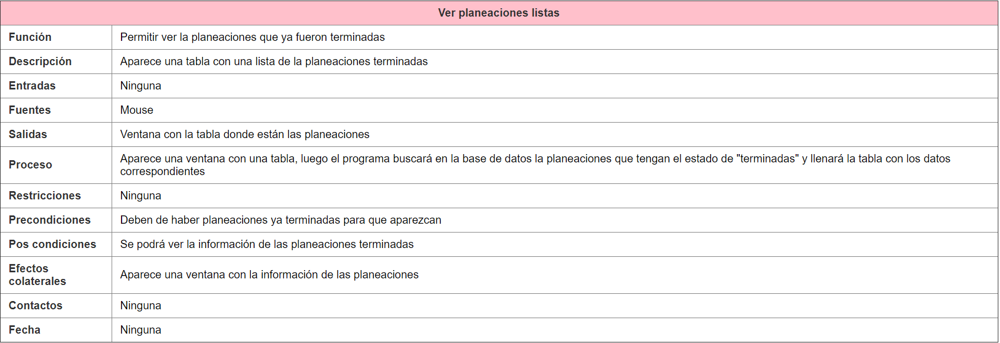 Ver planeaciones listas
Función
Permitir ver la planeaciones que ya fueron terminadas
Descripción
Aparece una tabla con una lista de la planeaciones terminadas
Entradas
Ninguna
Fuentes
Mouse
Salidas
Ventana con la tabla donde están las planeaciones
Proceso
Aparece una ventana con una tabla, luego el programa buscará en la base de datos la planeaciones que tengan el estado de "terminadas" y llenará la tabla con los datos
correspondientes
Restricciones
Ninguna
Precondiciones
Deben de haber planeaciones ya terminadas para que aparezcan
Pos condiciones
Se podrá ver la información de las planeaciones terminadas
Efectos
colaterales
Aparece una ventana con la información de las planeaciones
Contactos
Ninguna
Fecha
Ninguna